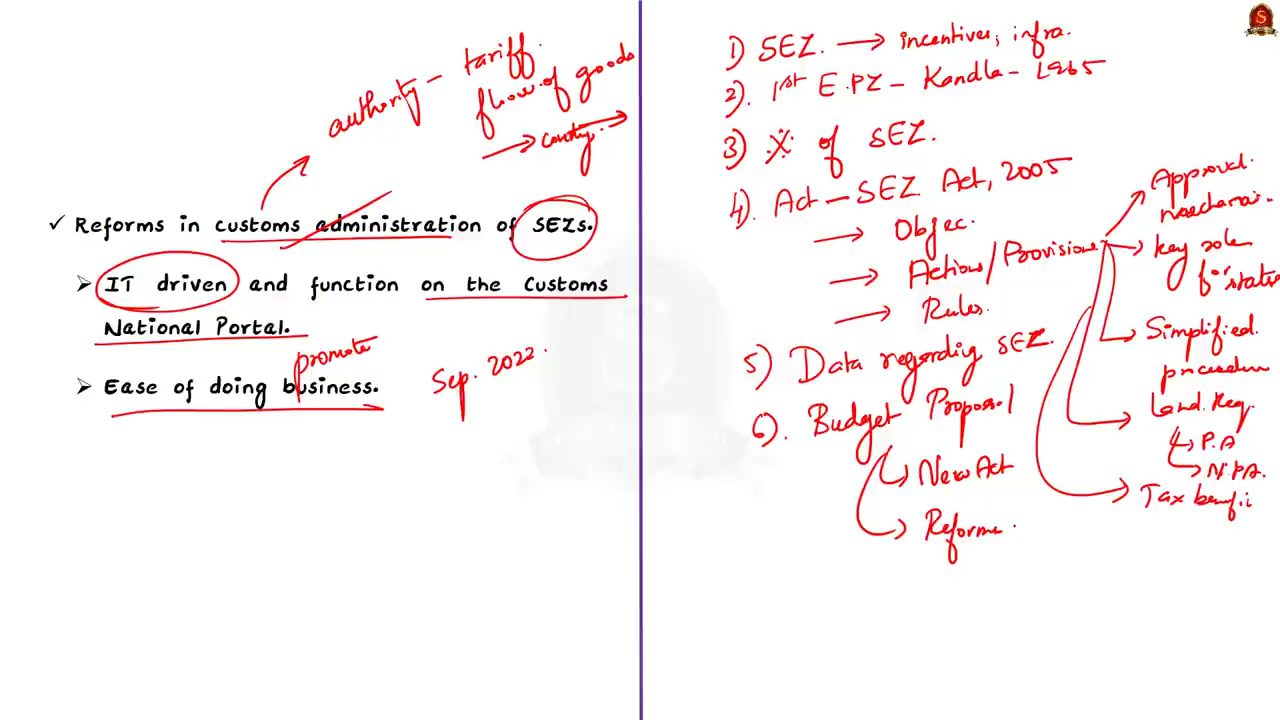 authority - tariff
flow of goods
→ country →
✓ Reforms in customs administration of SEZs.
➢ IT driven and function on the Customs
National Portal.
promote
➢ Ease of doing business.
Sep. 2022.
1) SEZ. → incentives, infra.
2). 1st E.PZ - Kandla - 1965
3) of SEZ.
4). Act - SEZ Act, 2005
→ Objec.
→ Actions/Provisions
→ Rules.
Approval
key role
for states
Simplified.
procedure
Land Req.
P.A
N.P.A.
Tax benefi
5) Data regarding SEZ.
6). Budget Proposal
New Act
Reforms.